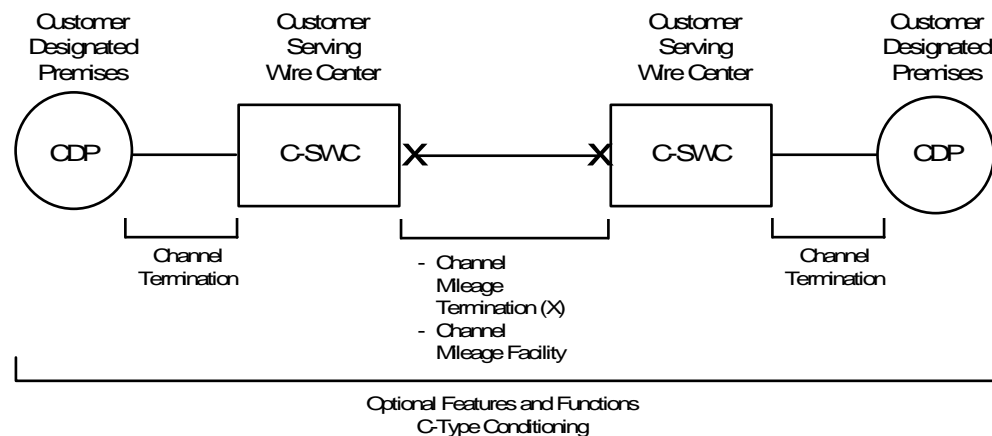 Customer
Designated
Premises
Customer
Serving
Wire Center
Customer
Serving
Wire Center
Customer
Designated
Premises
CDP
C-SWC
X
X
C-SWC
CDP
Channel
Termination
- Channel
Mileage
Termination (X)
- Channel
Mileage Facility
Channel
Termination
Optional Features and Functions
C-Type Conditioning